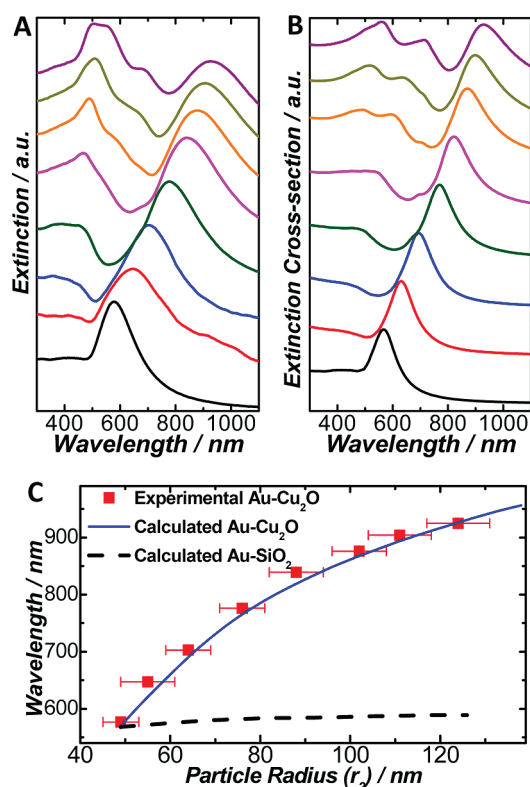 A
B
Extinction / a.u.
Extinction Cross-section / a.u.
400 600 800 1000
400 600 800 1000
Wavelength / nm
Wavelength / nm
C
Experimental Au-Cu₂O
Calculated Au-Cu₂O
Calculated Au-SiO₂
900
800
700
600
Wavelength / nm
40 60 80 100 120
Particle Radius (r₂) / nm